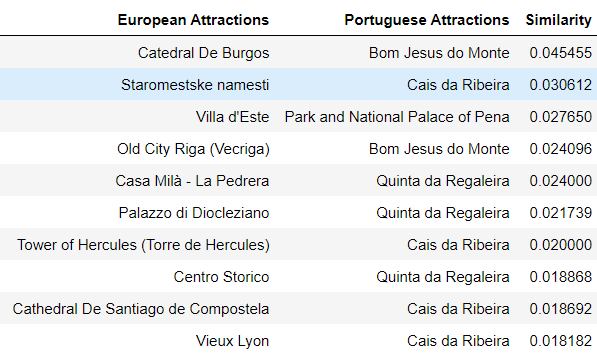 European Attractions Portuguese Attractions Similarity
Catedral De Burgos Bom Jesus do Monte 0.045455
Staromestske namesti Cais da Ribeira 0.030612
Villa d'Este Park and National Palace of Pena 0.027650
Old City Riga (Vecriga) Bom Jesus do Monte 0.024096
Casa Milà - La Pedrera Quinta da Regaleira 0.024000
Palazzo di Diocleziano Quinta da Regaleira 0.021739
Tower of Hercules (Torre de Hercules) Cais da Ribeira 0.020000
Centro Storico Quinta da Regaleira 0.018868
Cathedral De Santiago de Compostela Cais da Ribeira 0.018692
Vieux Lyon Cais da Ribeira 0.018182